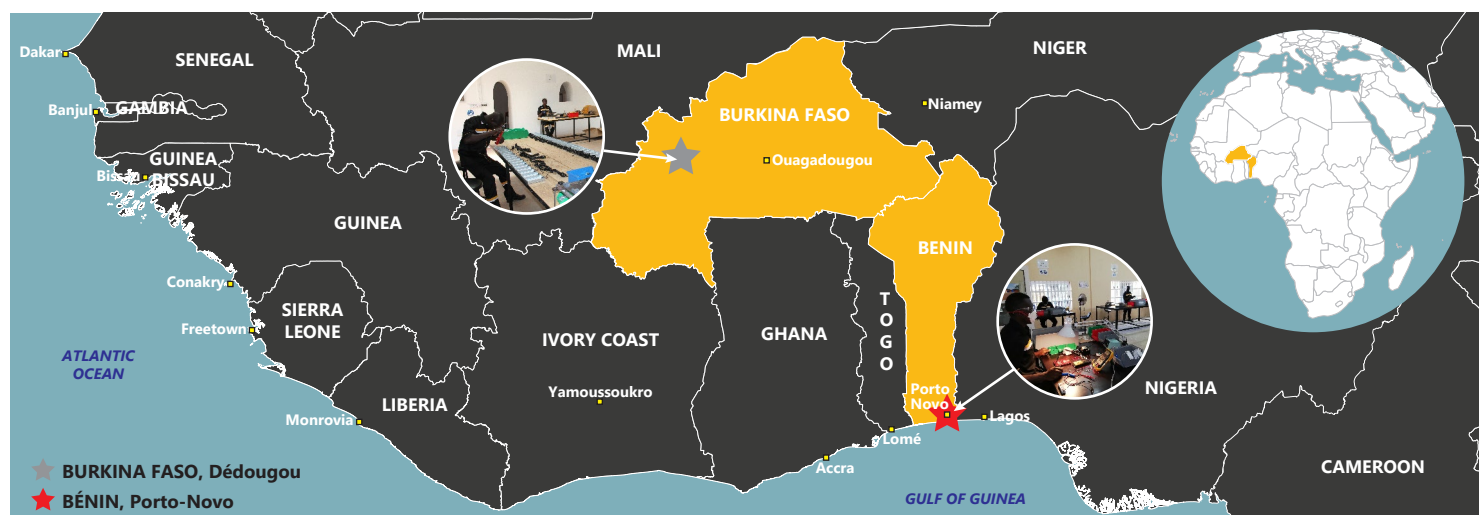 Dakar
SENEGAL
MALI
NIGER
Banjul
GAMBIA
BURKINA FASO
Niamey
GUINEA
BISSAU
Bissau
Ouagadougou
GUINEA
BENIN
Conakry
SIERRA
LEONE
Freetown
TOGO
IVORY COAST
GHANA
ATLANTIC
OCEAN
Yamoussoukro
LIBERIA
Porto
Novo
NIGERIA
Monrovia
Lagos
Lomé
Accra
CAMEROON
GULF OF GUINEA
BURKINA FASO, Dédougou
BÉNIN, Porto-Novo